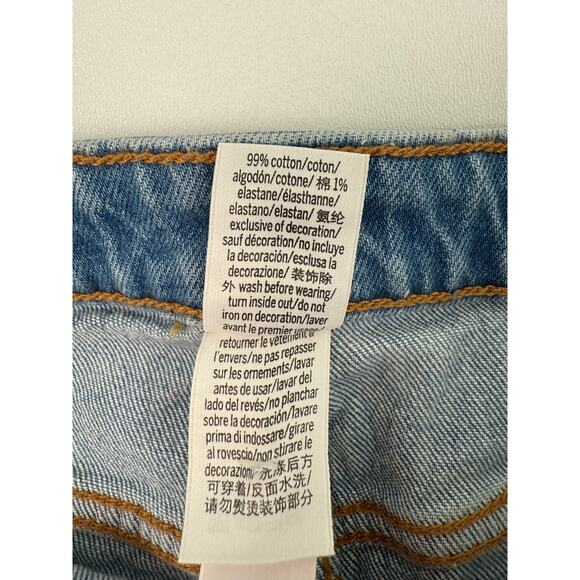 99% cotton/coton/
algodón/cotone/ 棉 1%
elastane/élasthanne/
elastano/elastan/ 氨纶
exclusive of decoration/
sauf décoration/no incluye
la decoración/esclusa la
decorazione/ 装饰除
外 wash before wearing/
turn inside out/do not
iron on decoration/laver
avant le premier usage/
retourner le vêtement à
l'envers/ne pas repasser
sur les ornements/lavar
antes de usar/lavar del
lado del revés/no planchar
sobre la decoración/lavare
prima di indossare/girare
al rovescio/non stirare le
decorazioni/洗涤后方
可穿着/反面水洗/
请勿熨烫装饰部分